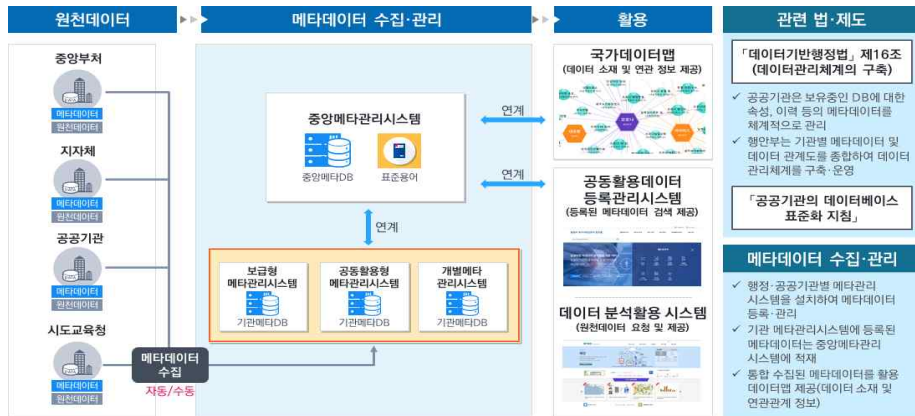 원천데이터
메타데이터 수집·관리
활용
관련 법·제도
중앙부처
메타데이터
원천데이터
지자체
메타데이터
원천데이터
공공기관
메타데이터
원천데이터
시도교육청
메타데이터
원천데이터
메타데이터
수집
자동/수동
중앙메타관리시스템
중앙메타DB
표준용어
연계
연계
연계
보급형
메타관리시스템
기관메타DB
공동활용형
메타관리시스템
기관메타DB
개별메타
관리시스템
기관메타DB
국가데이터맵
(데이터 소재 및 연관 정보 제공)
공동활용데이터
등록관리시스템
(등록된 메타데이터 검색 제공)
데이터 분석활용 시스템
(원천데이터 요청 및 제공)
「데이터기반행정법」 제16조
(데이터관리체계의 구축)
✓ 공공기관은 보유중인 DB에 대한
속성, 이력 등의 메타데이터를
체계적으로 관리
✓ 행안부는 기관별 메타데이터 및
데이터 관계도를 종합하여 데이터
관리체계를 구축·운영
「공공기관의 데이터베이스
표준화 지침」
메타데이터 수집·관리
✓ 행정·공공기관별 메타관리
시스템을 설치하여 메타데이터
등록·관리
✓ 기관 메타관리시스템에 등록된
메타데이터는 중앙메타관리
시스템에 적재
✓ 통합 수집된 메타데이터를 활용
데이터맵 제공(데이터 소재 및
연관관계 정보)